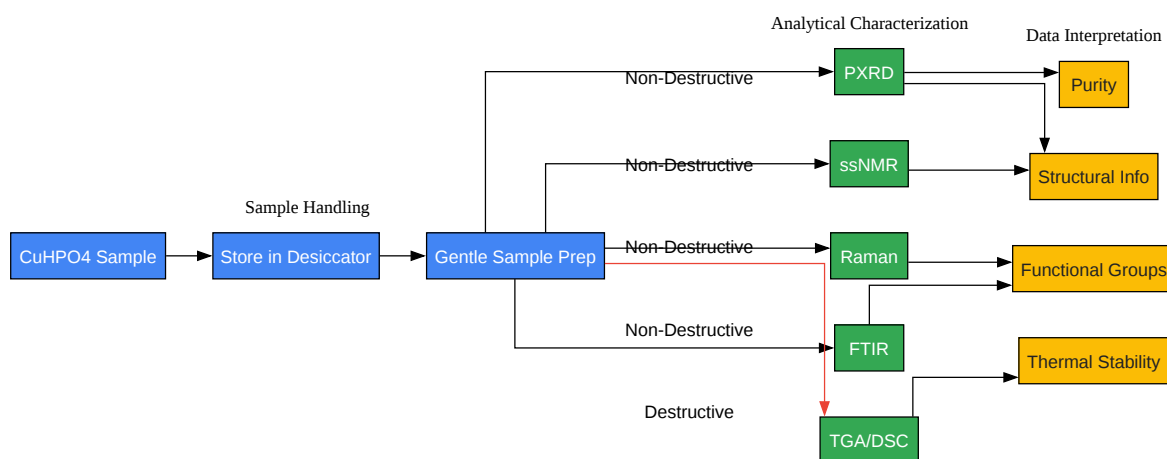 Analytical Characterization
Data Interpretation
Non-Destructive
PXRD
Purity
Non-Destructive
ssNMR
Structural Info
Sample Handling
CuHPO4 Sample
Store in Desiccator
Gentle Sample Prep
Non-Destructive
Raman
Functional Groups
Non-Destructive
FTIR
Thermal Stability
Destructive
TGA/DSC